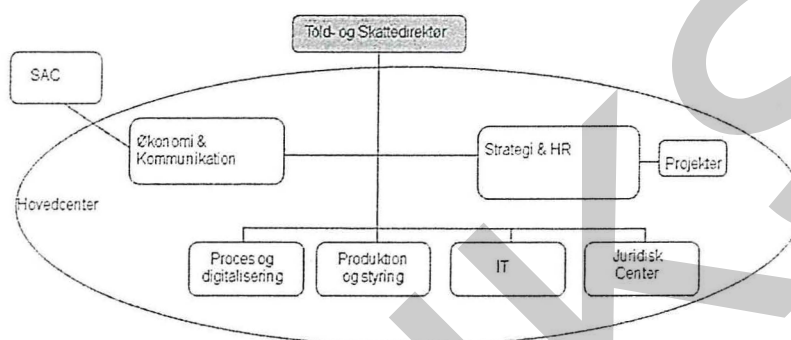 Told- og Skattedirektør
SAC
Økonomi &
Kommunikation
Strategi & HR
Projekter
Hovedcenter
Proces og
digitalisering
Produktion
og styring
IT
Juridisk
Center